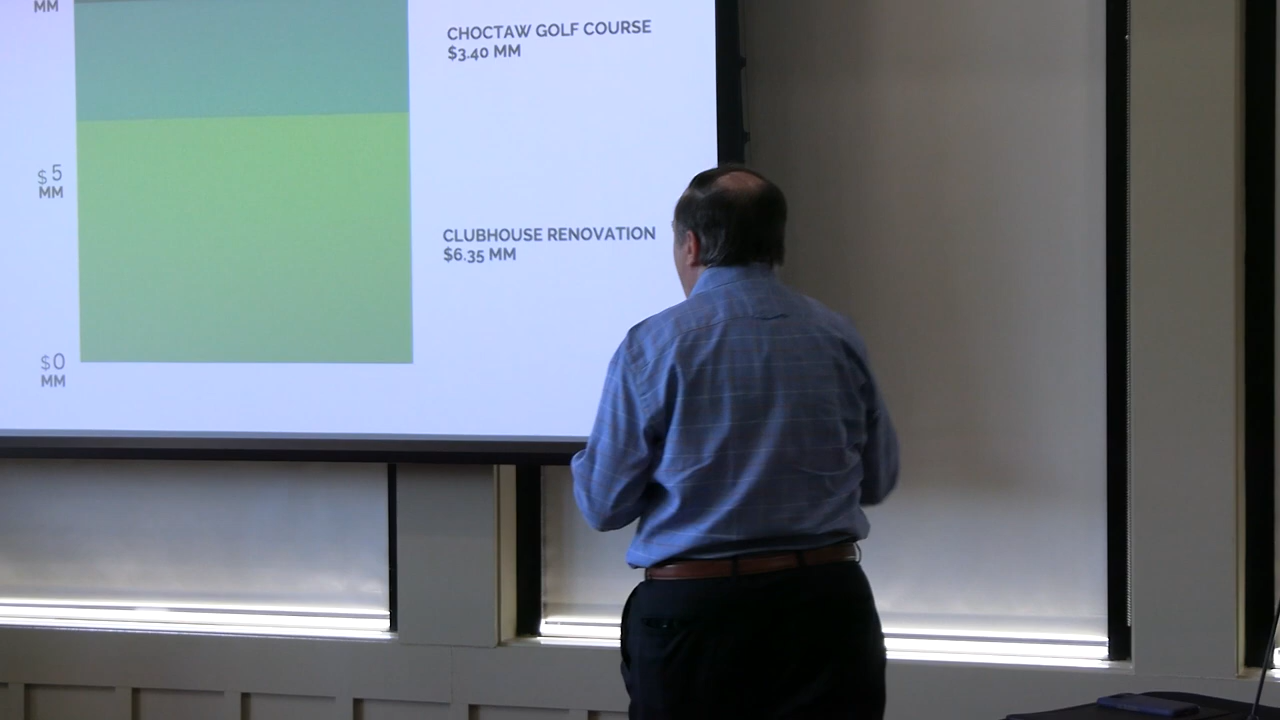 MM
CHOCTAW GOLF COURSE
$3.40 MM
$5
MM
CLUBHOUSE RENOVATION
$6.35 MM
$0
MM